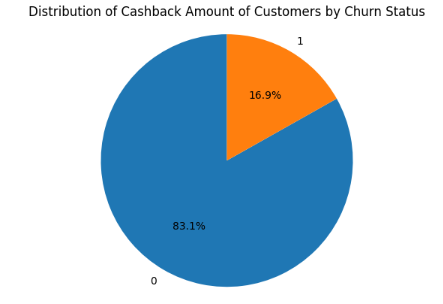 Distribution of Cashback Amount of Customers by Churn Status
1
16.9%
83.1%
0